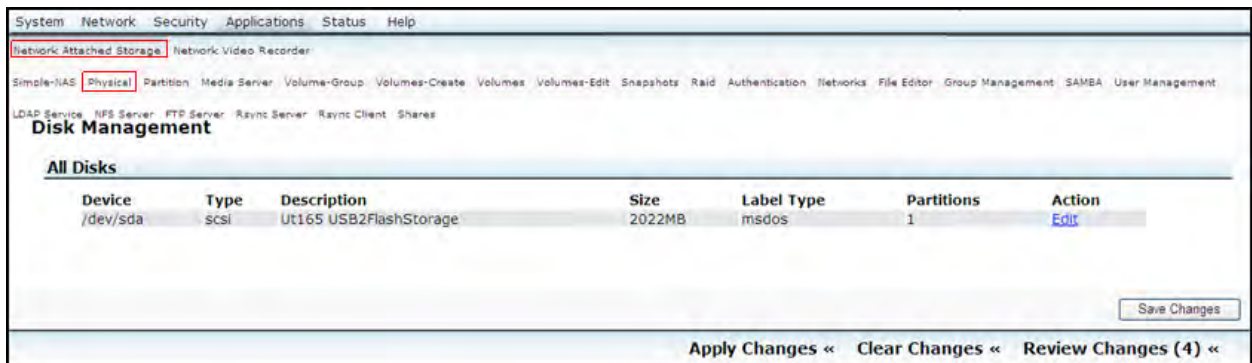 System Network Security Applications Status Help
Network Attached Storage Network Video Recorder
Simple-NAS Physical Partition Media Server Volume-Group Volumes-Create Volumes Volumes-Edit Snapshots Raid Authentication Networks File Editor Group Management SAMBA User Management
LDAP Service NFS Server FTP Server Rsync Server Rsync Client Shares
Disk Management
All Disks
Device Type Description Size Label Type Partitions Action
/dev/sda scsi Ut165 USB2FlashStorage 2022MB msdos 1 Edit
Save Changes
Apply Changes « Clear Changes « Review Changes (4) «